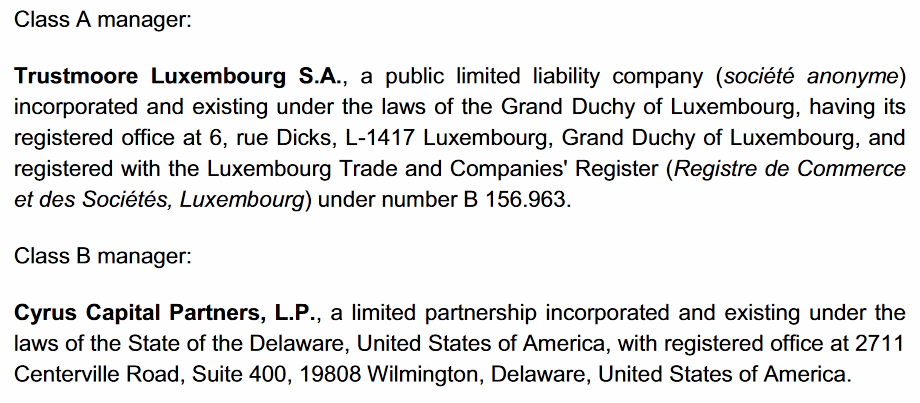 Class A manager:
Trustmoore Luxembourg S.A., a public limited liability company (société anonyme)
incorporated and existing under the laws of the Grand Duchy of Luxembourg, having its
registered office at 6, rue Dicks, L-1417 Luxembourg, Grand Duchy of Luxembourg, and
registered with the Luxembourg Trade and Companies' Register (Registre de Commerce
et des Sociétés, Luxembourg) under number B 156.963.
Class B manager:
Cyrus Capital Partners, L.P., a limited partnership incorporated and existing under the
laws of the State of the Delaware, United States of America, with registered office at 2711
Centerville Road, Suite 400, 19808 Wilmington, Delaware, United States of America.